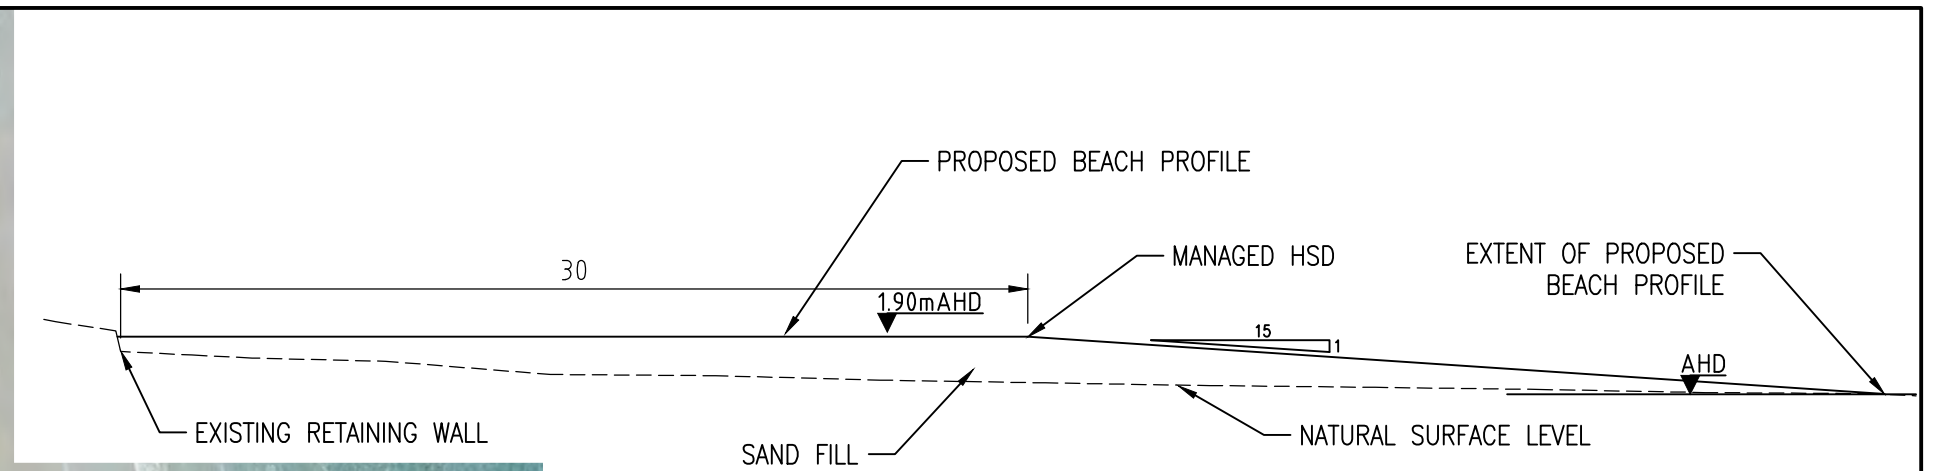 PROPOSED BEACH PROFILE
MANAGED HSD
EXTENT OF PROPOSED
BEACH PROFILE
30
1.90mAHD
15
1
AHD
EXISTING RETAINING WALL
SAND FILL
NATURAL SURFACE LEVEL